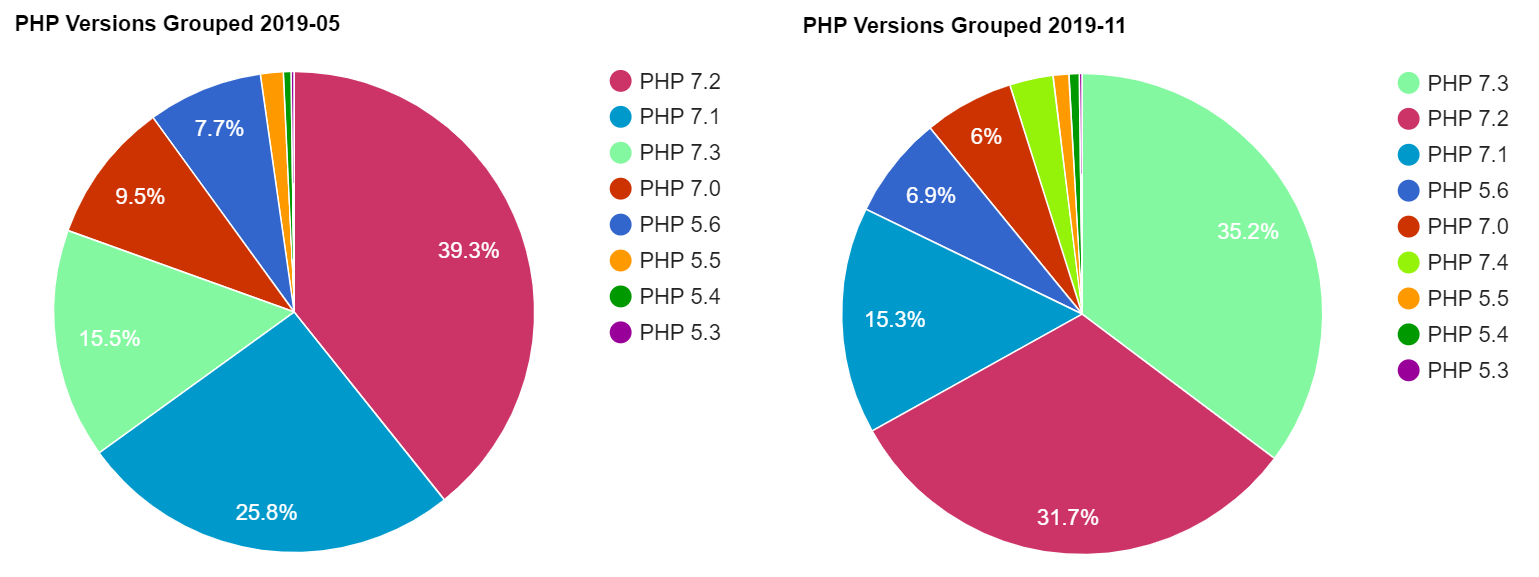 PHP Versions Grouped 2019-05
39.3%
25.8%
15.5%
9.5%
7.7%
PHP 7.2
PHP 7.1
PHP 7.3
PHP 7.0
PHP 5.6
PHP 5.5
PHP 5.4
PHP 5.3
PHP Versions Grouped 2019-11
35.2%
31.7%
15.3%
6.9%
6%
PHP 7.3
PHP 7.2
PHP 7.1
PHP 5.6
PHP 7.0
PHP 7.4
PHP 5.5
PHP 5.4
PHP 5.3